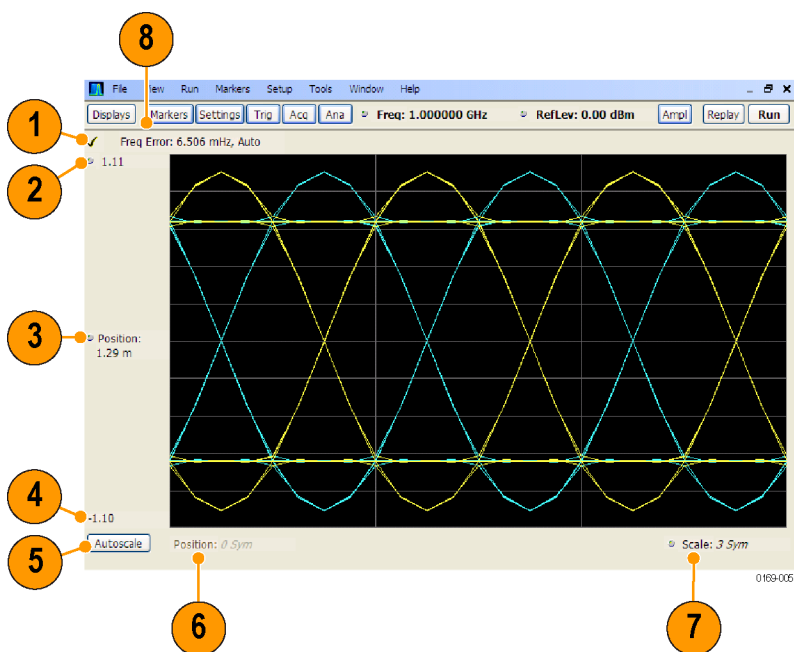 8
File View Run Markers Setup Tools Window Help
Displays Markers Settings Trig Acq Ana Freq: 1.000000 GHz RefLev: 0.00 dBm Ampl Replay Run
1
Freq Error: 6.506 mHz, Auto
2
1.11
3
Position:
1.29 m
4
-1.10
5
Autoscale Position: 0 Sym Scale: 3 Sym
0169-005
6
7